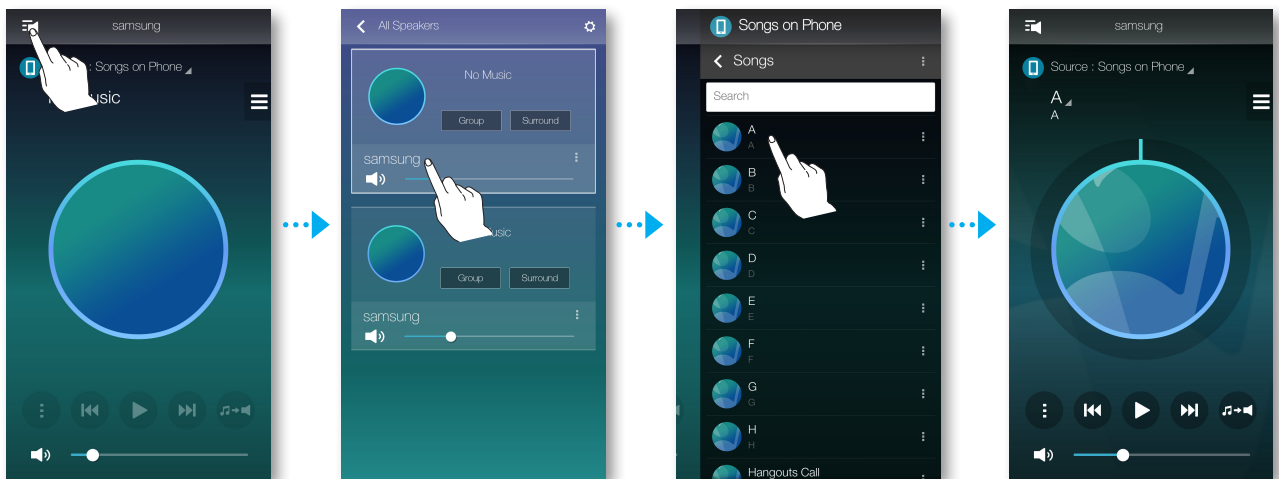 samsung
: Songs on Phone
usic
All Speakers
No Music
Group Surround
samsung
usic
Group Surround
samsung
Songs on Phone
Songs
Search
A
A
B
B
C
C
D
D
E
E
F
F
G
G
H
H
Hangouts Call
samsung
Source : Songs on Phone
A
A